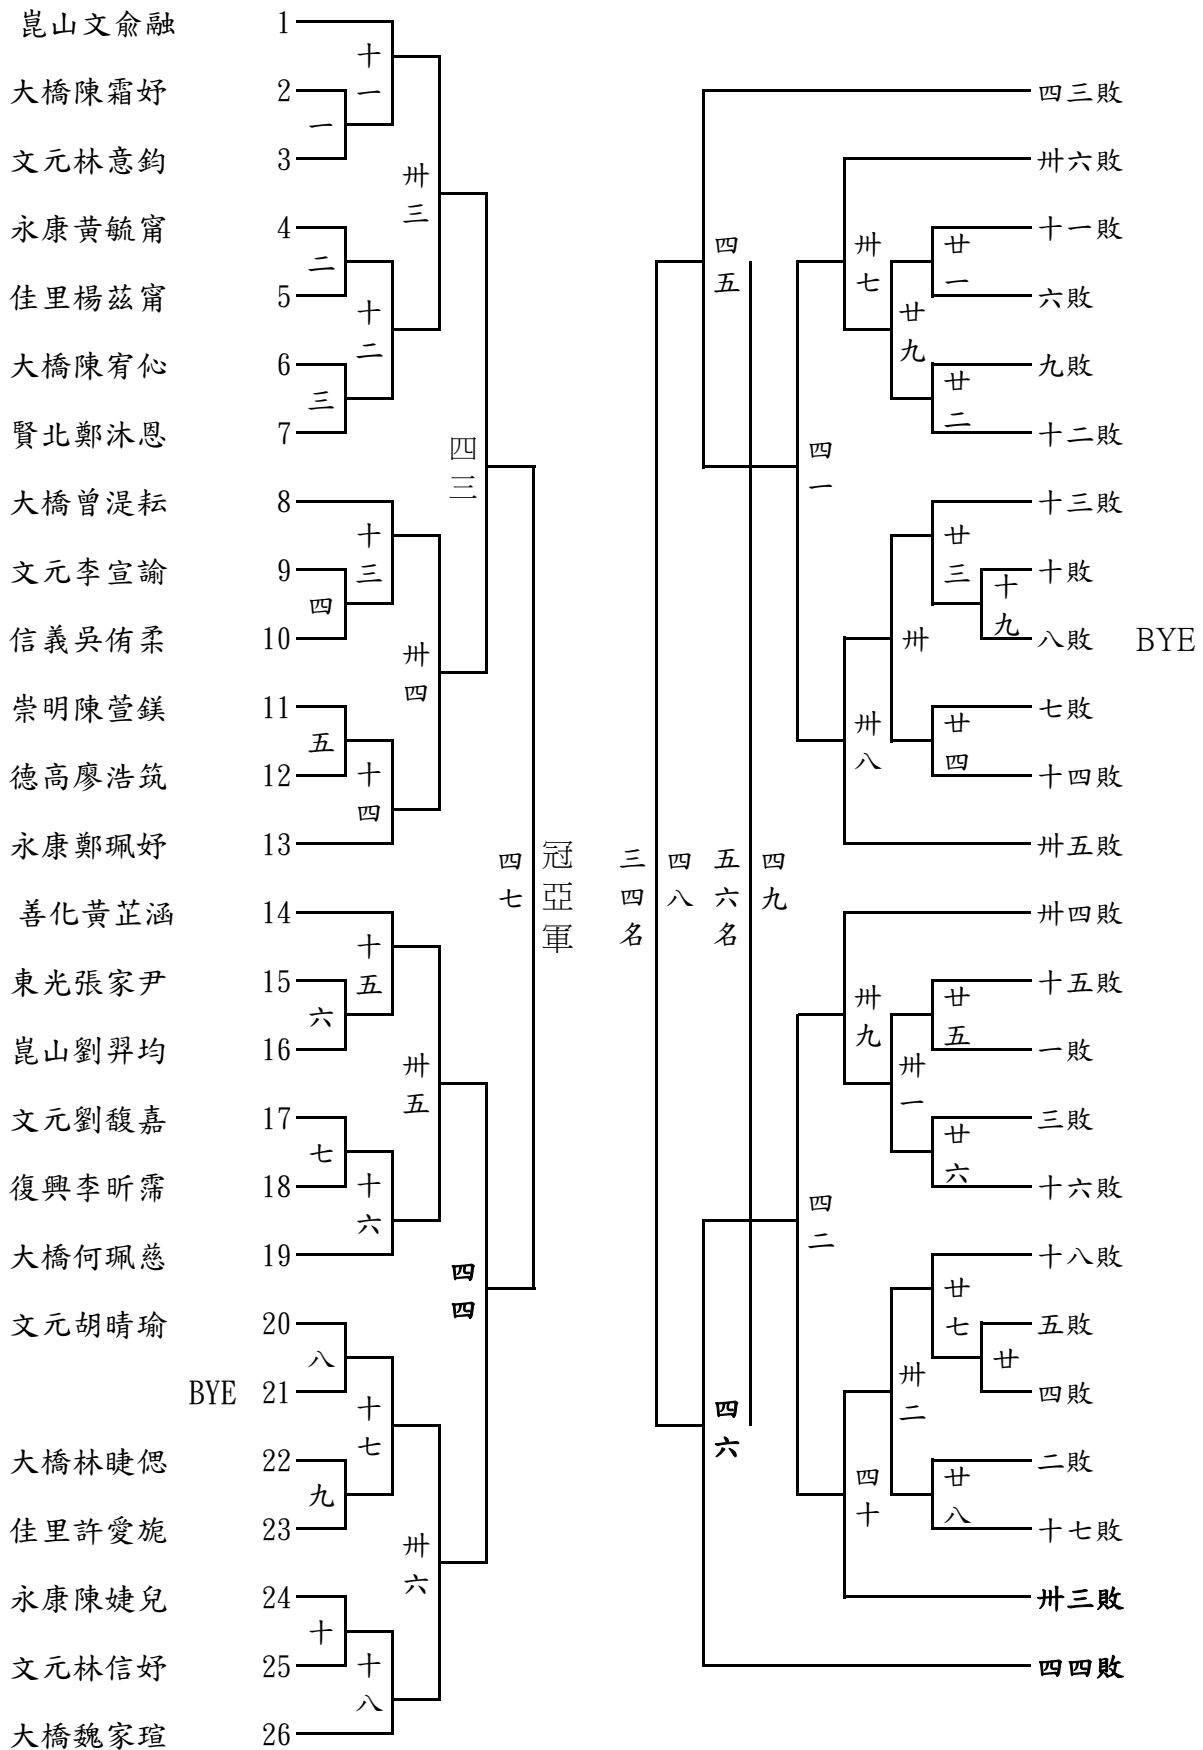 崑山文俞融 1
大橋陳霜妤 2
文元林意鈞 3
永康黄毓甯 4
佳里楊茲甯 5
大橋陳宥伈 6
賢北鄭沐恩 7
大橋曾湜耘 8
文元李宣諭 9
信義吳侑柔 10
崇明陳萱鎂 11
德高廖浩筑 12
永康鄭珮妤 13
善化黃芷涵 14
東光張家尹 15
崑山劉羿均 16
文元劉馥嘉 17
復興李昕霈 18
大橋何珮慈 19
文元胡晴瑜 20
BYE 21
大橋林睫偲 22
佳里許愛旎 23
永康陳婕兒 24
文元林信妤 25
大橋魏家瑄 26
一
二
三
四
五
六
七
八
九
十
十一
十二
十三
十四
十五
十六
十七
十八
卅三
卅四
卅五
卅六
四三
四四
四七
冠亞軍
三四名
四八
五六名
四九
四五
四六
四一
四二
卅七
卅八
卅九
四十
廿九
卅
卅一
卅二
廿一
廿二
廿三
十九
廿四
廿五
廿六
廿七
廿
廿八
四三敗
卅六敗
十一敗
六敗
九敗
十二敗
十三敗
十敗
八敗 BYE
七敗
十四敗
卅五敗
卅四敗
十五敗
一敗
三敗
十六敗
十八敗
五敗
四敗
二敗
十七敗
卅三敗
四四敗